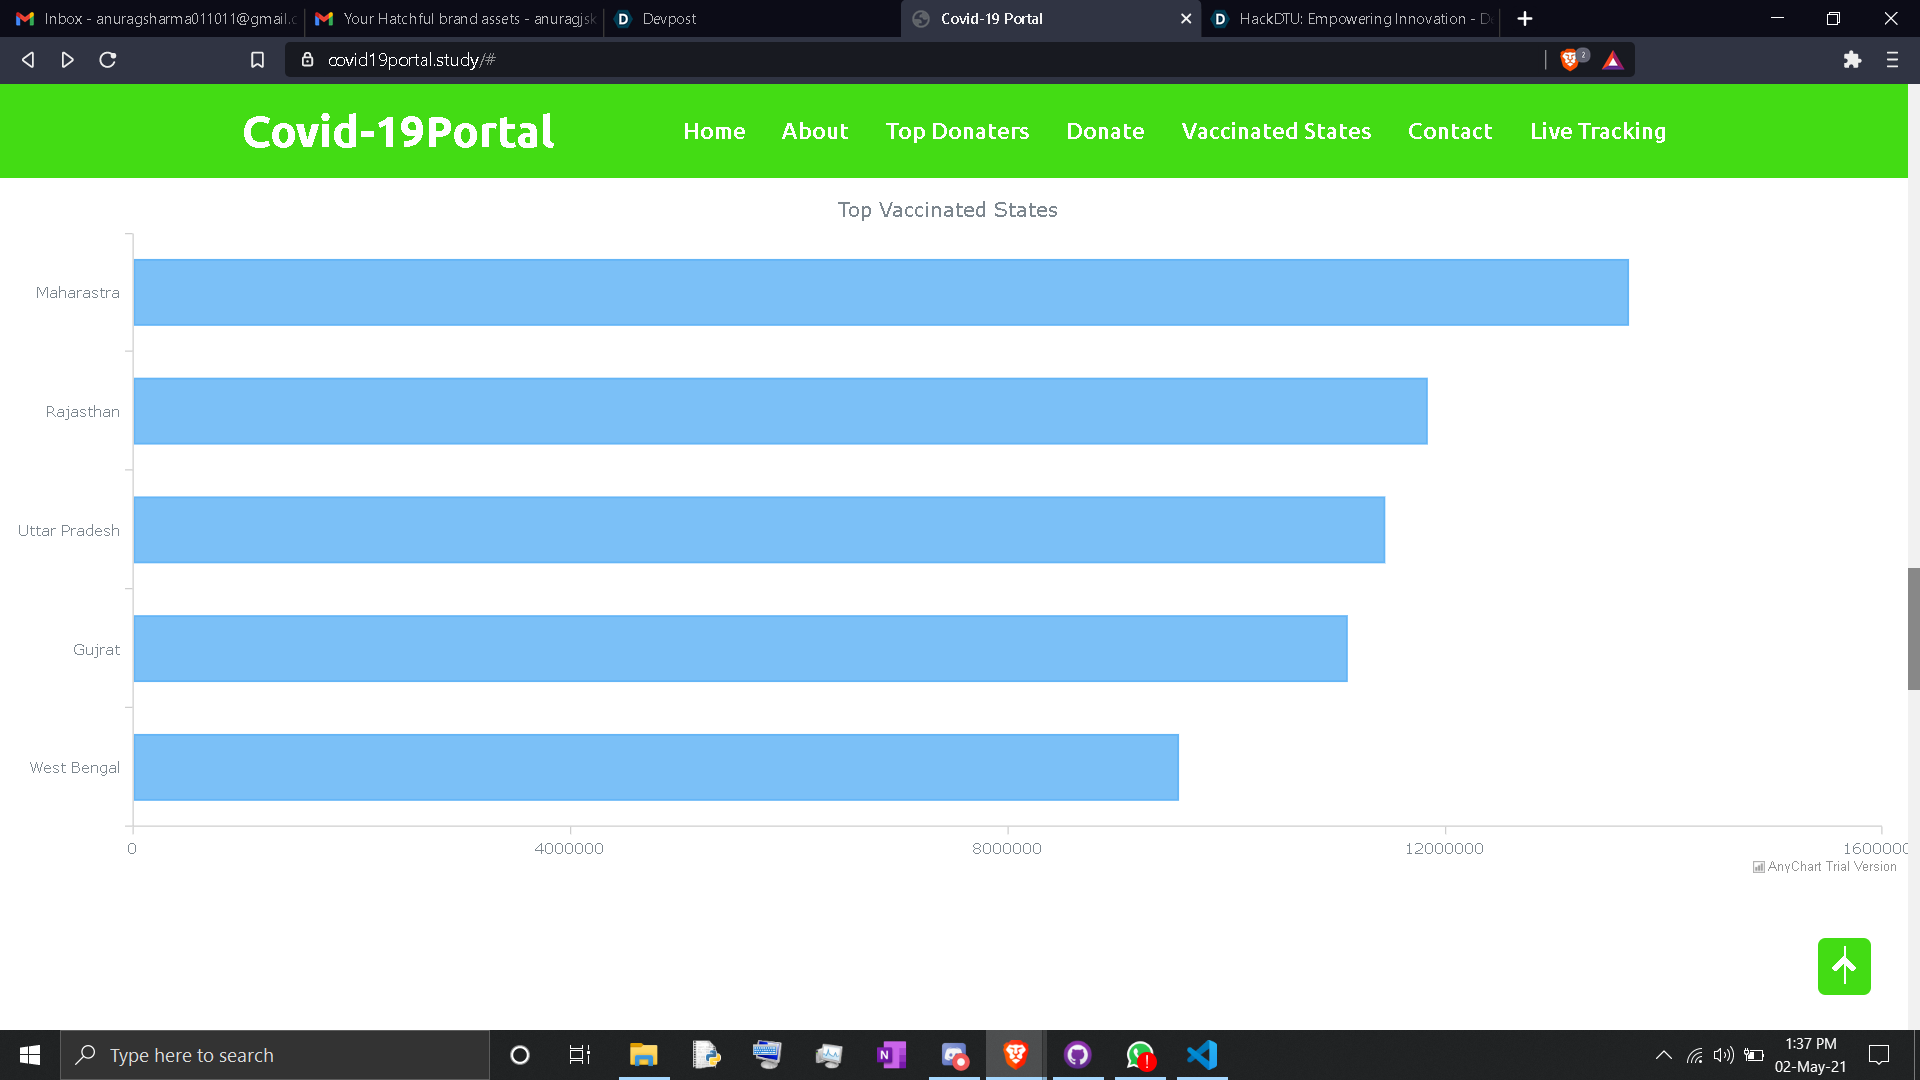 Inbox - anuragsharma011011@gmail.c
Your Hatchful brand assets - anuragjsk
Devpost
Covid-19 Portal
HackDTU: Empowering Innovation - D
covid19portal.study/#
2
Covid-19Portal
Home
About
Top Donaters
Donate
Vaccinated States
Contact
Live Tracking
Top Vaccinated States
Maharastra
Rajasthan
Uttar Pradesh
Gujrat
West Bengal
0
4000000
8000000
12000000
1600000
AnyChart Trial Version
Type here to search
1:37 PM
02-May-21